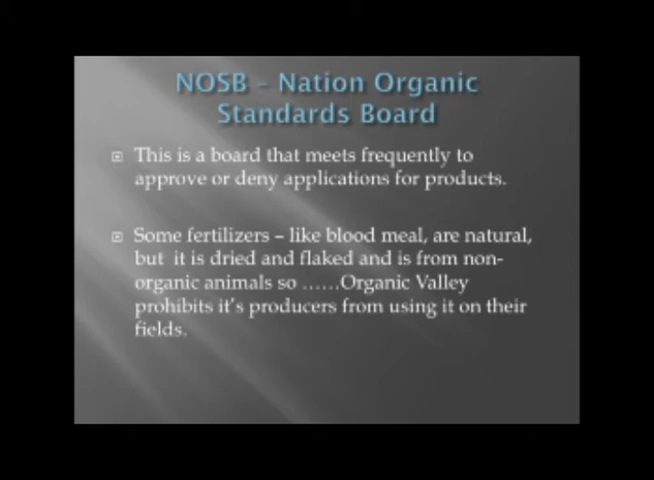 NOSB – Nation Organic
Standards Board
This is a board that meets frequently to
approve or deny applications for products.
Some fertilizers – like blood meal, are natural,
but it is dried and flaked and is from non-
organic animals so ......Organic Valley
prohibits it's producers from using it on their
fields.